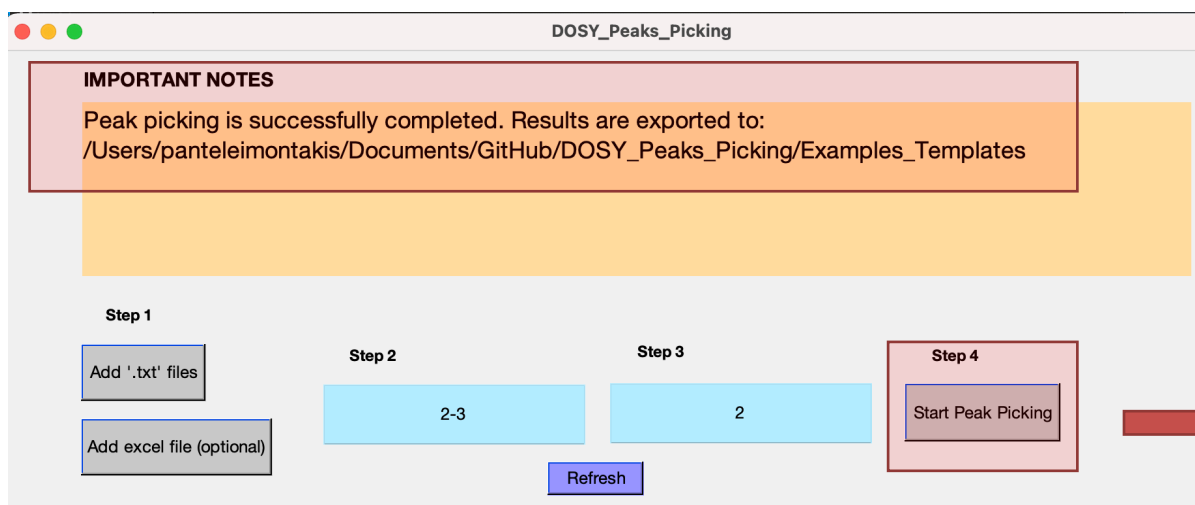 DOSY_Peaks_Picking
IMPORTANT NOTES
Peak picking is successfully completed. Results are exported to:
/Users/panteleimontakis/Documents/GitHub/DOSY_Peaks_Picking/Examples_Templates
Step 1
Add '.txt' files
Add excel file (optional)
Step 2
2-3
Step 3
2
Step 4
Start Peak Picking
Refresh